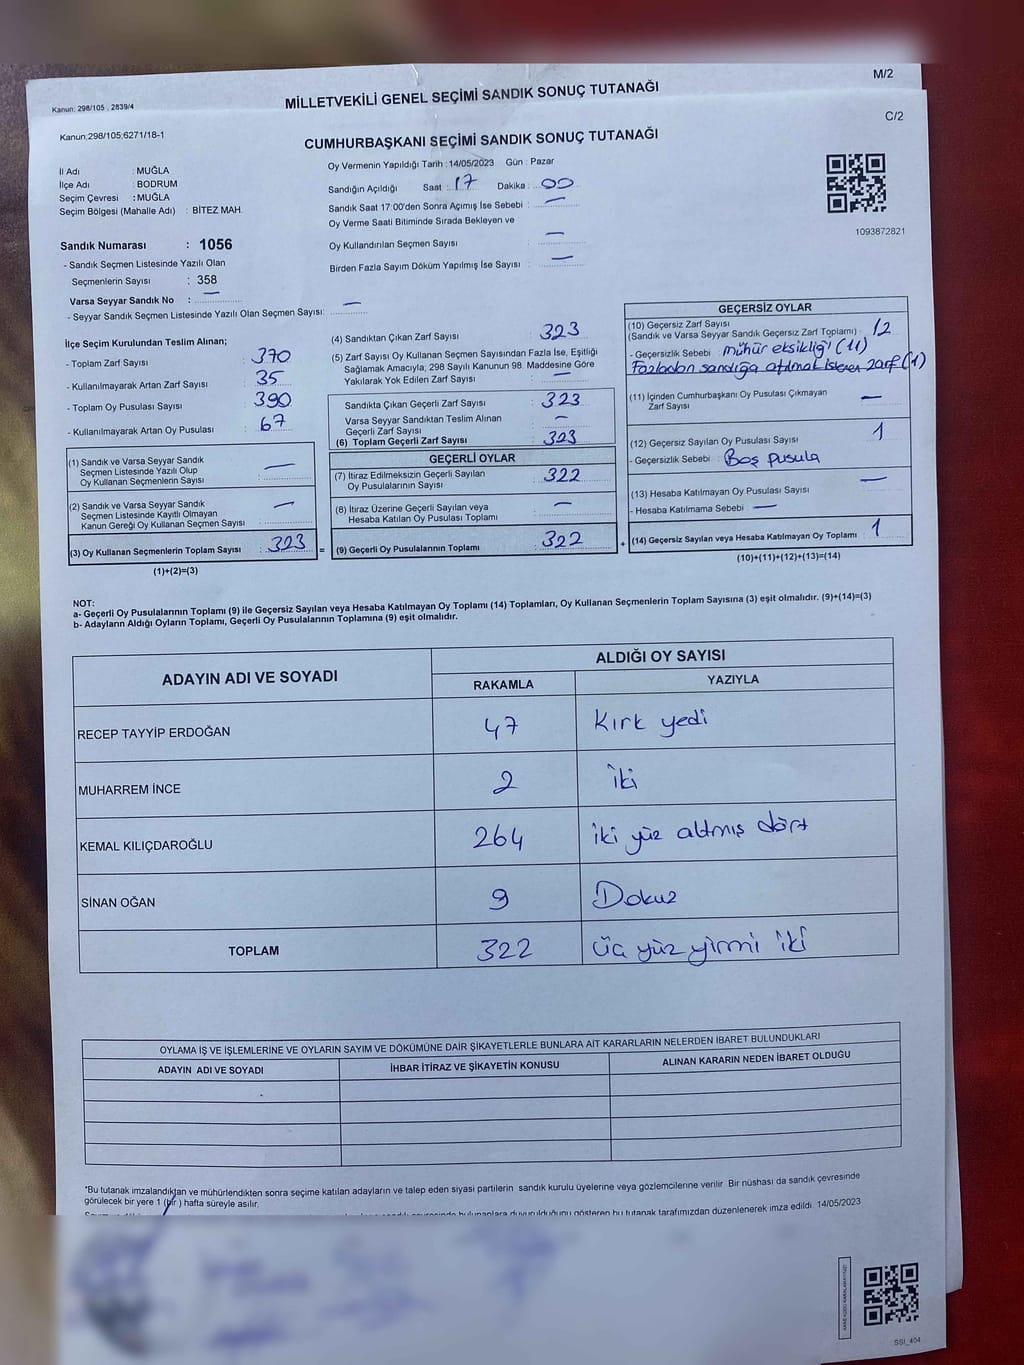 M/2
Kanun: 298/105 , 2839/4
MİLLETVEKİLİ GENEL SEÇİMİ SANDIK SONUÇ TUTANAĞI
C/2
Kanun;298/105;6271/18-1
CUMHURBAŞKANI SEÇİMİ SANDIK SONUÇ TUTANAĞI
İl Adı : MUĞLA
İlçe Adı : BODRUM
Seçim Çevresi : MUĞLA
Seçim Bölgesi (Mahalle Adı) : BİTEZ MAH.
Sandık Numarası : 1056
- Sandık Seçmen Listesinde Yazılı Olan
Seçmenlerin Sayısı : 358
Varsa Seyyar Sandık No : —
- Seyyar Sandık Seçmen Listesinde Yazılı Olan Seçmen Sayısı: —
Oy Vermenin Yapıldığı Tarih : 14/05/2023 Gün : Pazar
Sandığın Açıldığı Saat : 17 Dakika : 00
Sandık Saat 17:00'den Sonra Açımış İse Sebebi : —
Oy Verme Saati Bitiminde Sırada Bekleyen ve
Oy Kullandırılan Seçmen Sayısı : —
Birden Fazla Sayım Döküm Yapılmış İse Sayısı : —
1093872821
İlçe Seçim Kurulundan Teslim Alınan;
- Toplam Zarf Sayısı : 370
- Kullanılmayarak Artan Zarf Sayısı : 35
- Toplam Oy Pusulası Sayısı : 390
- Kullanılmayarak Artan Oy Pusulası : 67
(1) Sandık ve Varsa Seyyar Sandık
Seçmen Listesinde Yazılı Olup
Oy Kullanan Seçmenlerin Sayısı : —
(2) Sandık ve Varsa Seyyar Sandık
Seçmen Listesinde Kayıtlı Olmayan
Kanun Gereği Oy Kullanan Seçmen Sayısı : —
(3) Oy Kullanan Seçmenlerin Toplam Sayısı : 323 =
(1)+(2)=(3)
(4) Sandıktan Çıkan Zarf Sayısı : 323
(5) Zarf Sayısı Oy Kullanan Seçmen Sayısından Fazla İse, Eşitliği
Sağlamak Amacıyla; 298 Sayılı Kanunun 98. Maddesine Göre
Yakılarak Yok Edilen Zarf Sayısı : —
Sandıkta Çıkan Geçerli Zarf Sayısı : 323
Varsa Seyyar Sandıktan Teslim Alınan
Geçerli Zarf Sayısı : —
(6) Toplam Geçerli Zarf Sayısı : 323
GEÇERLİ OYLAR
(7) İtiraz Edilmeksizin Geçerli Sayılan
Oy Pusulalarının Sayısı : 322
(8) İtiraz Üzerine Geçerli Sayılan veya
Hesaba Katılan Oy Pusulası Toplamı : —
(9) Geçerli Oy Pusulalarının Toplamı : 322 +
GEÇERSİZ OYLAR
(10) Geçersiz Zarf Sayısı
(Sandık ve Varsa Seyyar Sandık Geçersiz Zarf Toplamı) : 12
- Geçersizlik Sebebi : mühür eksikliği (11)
Fazladan sandığa atılmak istenen zarf (1)
(11) İçinden Cumhurbaşkanı Oy Pusulası Çıkmayan
Zarf Sayısı : —
(12) Geçersiz Sayılan Oy Pusulası Sayısı : 1
- Geçersizlik Sebebi : Boş pusula
(13) Hesaba Katılmayan Oy Pusulası Sayısı : —
- Hesaba Katılmama Sebebi : —
(14) Geçersiz Sayılan veya Hesaba Katılmayan Oy Toplamı : 1
(10)+(11)+(12)+(13)=(14)
NOT:
a- Geçerli Oy Pusulalarının Toplamı (9) ile Geçersiz Sayılan veya Hesaba Katılmayan Oy Toplamı (14) Toplamları, Oy Kullanan Seçmenlerin Toplam Sayısına (3) eşit olmalıdır. (9)+(14)=(3)
b- Adayların Aldığı Oyların Toplamı, Geçerli Oy Pusulalarının Toplamına (9) eşit olmalıdır.
ADAYIN ADI VE SOYADI ALDIĞI OY SAYISI
RAKAMLA YAZIYLA
RECEP TAYYİP ERDOĞAN 47 Kırk yedi
MUHARREM İNCE 2 iki
KEMAL KILIÇDAROĞLU 264 iki yüz altmış dört
SİNAN OĞAN 9 Dokuz
TOPLAM 322 Üç yüz yirmi iki
OYLAMA İŞ VE İŞLEMLERİNE VE OYLARIN SAYIM VE DÖKÜMÜNE DAİR ŞİKAYETLERLE BUNLARA AİT KARARLARIN NELERDEN İBARET BULUNDUKLARI
ADAYIN ADI VE SOYADI İHBAR İTİRAZ VE ŞİKAYETİN KONUSU ALINAN KARARIN NEDEN İBARET OLDUĞU
*Bu tutanak imzalandıktan ve mühürlendikten sonra seçime katılan adayların ve talep eden siyasi partilerin sandık kurulu üyelerine veya gözlemcilerine verilir. Bir nüshası da sandık çevresinde
görülecek bir yere 1 (bir ) hafta süreyle asılır.
bulunanlara duyurulduğunu gösteren bu tutanak tarafımızdan düzenlenerek imza edildi. 14/05/2023
SSI_404